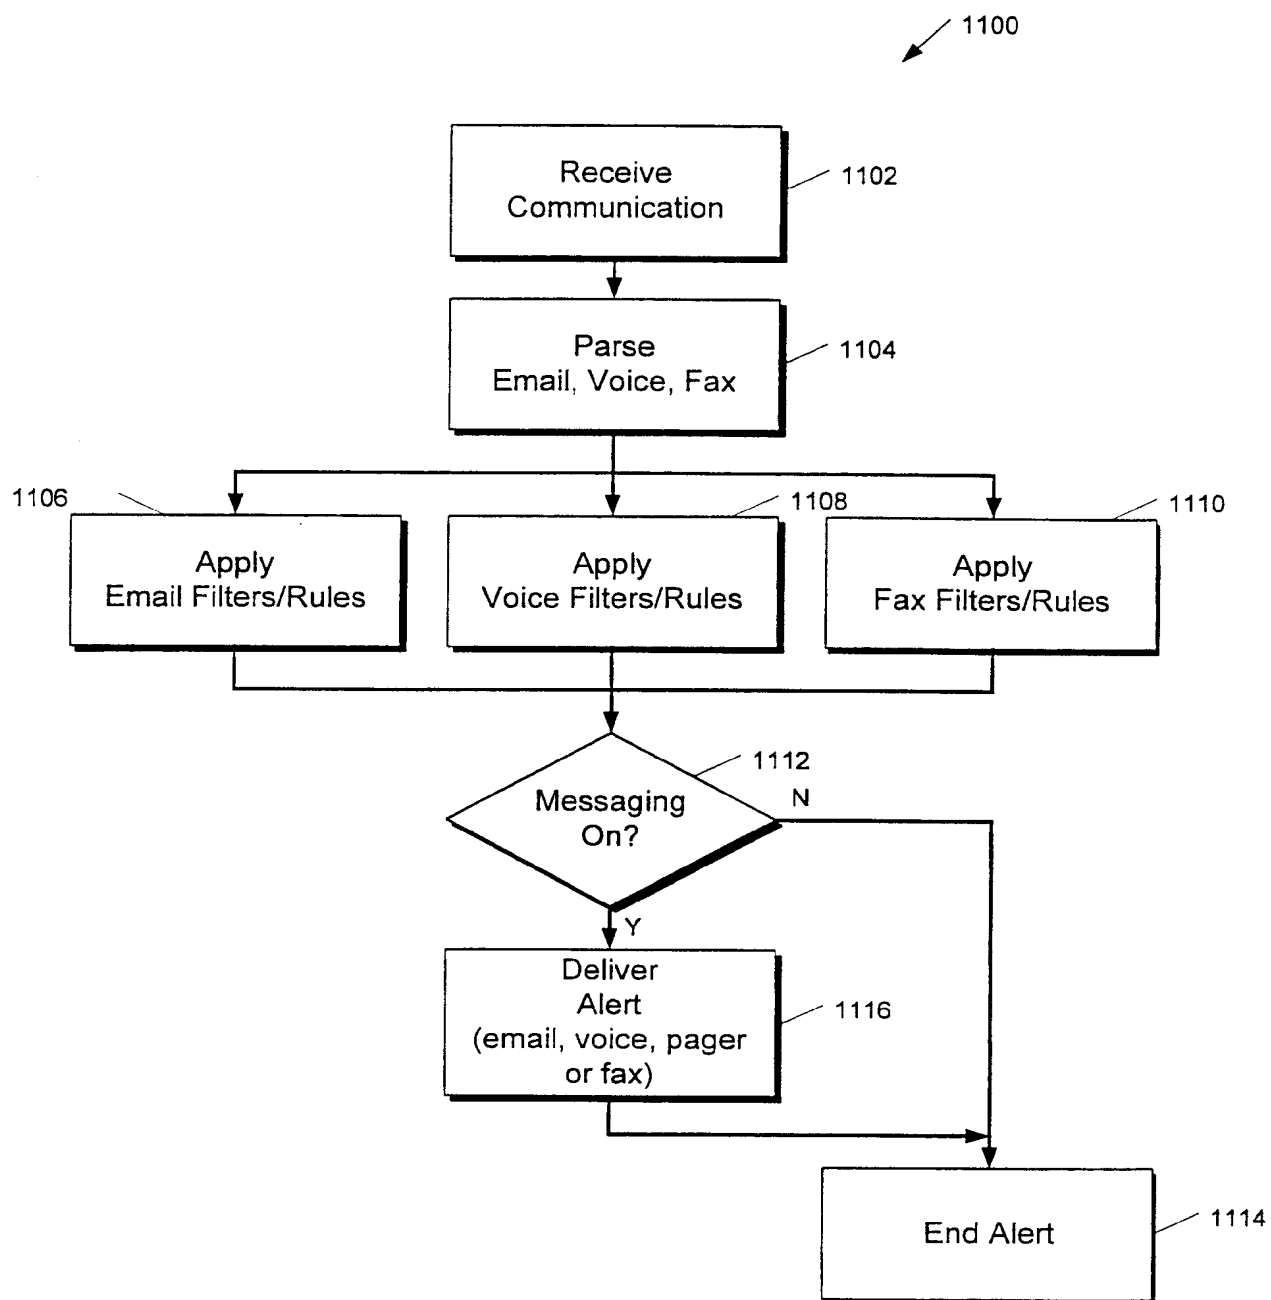 1100
Receive
Communication
1102
Parse
Email, Voice, Fax
1104
1106
Apply
Email Filters/Rules
1108
Apply
Voice Filters/Rules
1110
Apply
Fax Filters/Rules
1112
Messaging
On?
N
Y
Deliver
Alert
(email, voice, pager
or fax)
1116
End Alert
1114